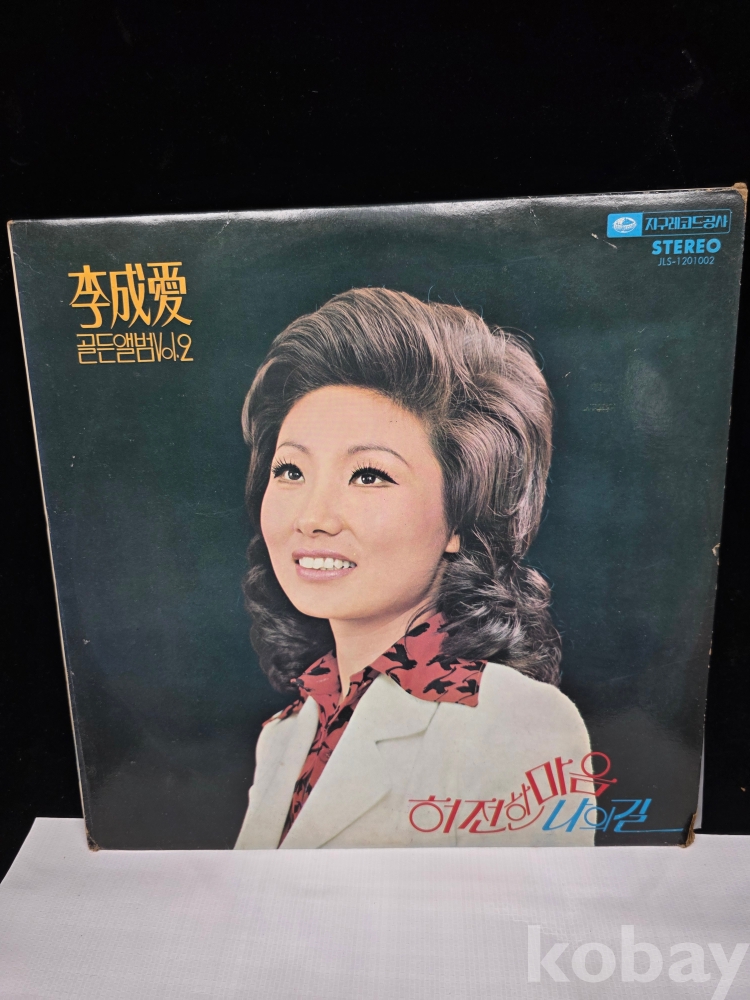 지구레코드공사
STEREO
JLS-1201002
李成愛
골든앨범Vol.2
허전한 마음
나의길
kobay